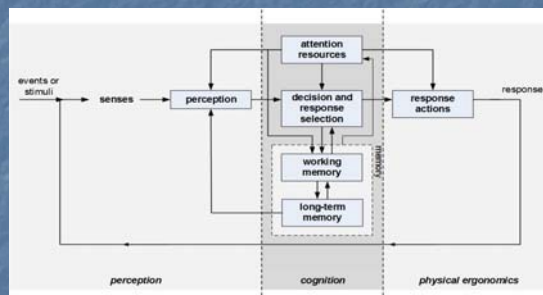 attention
resources
events or
stimuli
senses
perception
decision and
response
selection
response
actions
response
memory
working
memory
long-term
memory
perception
cognition
physical ergonomics